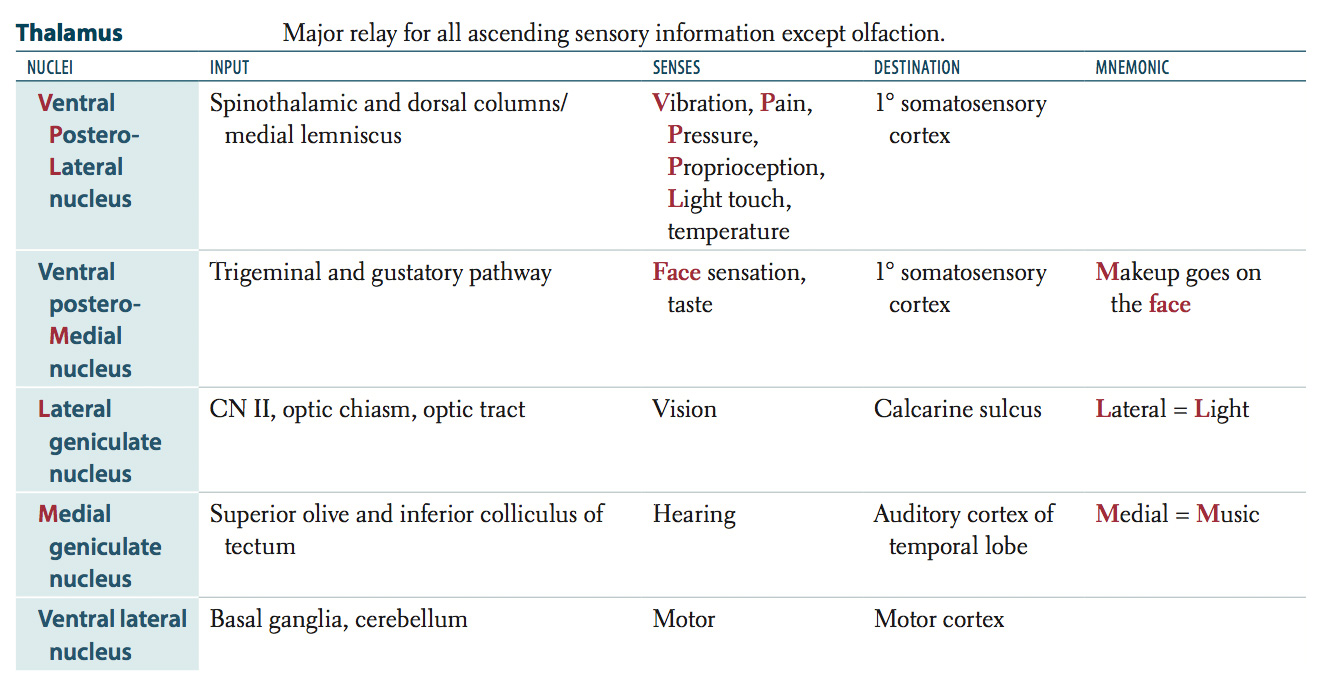 Thalamus Major relay for all ascending sensory information except olfaction.
NUCLEI INPUT SENSES DESTINATION MNEMONIC
Ventral Spinothalamic and dorsal columns/ Vibration, Pain, 1° somatosensory
Postero- medial lemniscus Pressure, cortex
Lateral Proprioception,
nucleus Light touch,
temperature
Ventral Trigeminal and gustatory pathway Face sensation, 1° somatosensory Makeup goes on
postero- taste cortex the face
Medial
nucleus
Lateral CN II, optic chiasm, optic tract Vision Calcarine sulcus Lateral = Light
geniculate
nucleus
Medial Superior olive and inferior colliculus of Hearing Auditory cortex of Medial = Music
geniculate tectum temporal lobe
nucleus
Ventral lateral Basal ganglia, cerebellum Motor Motor cortex
nucleus